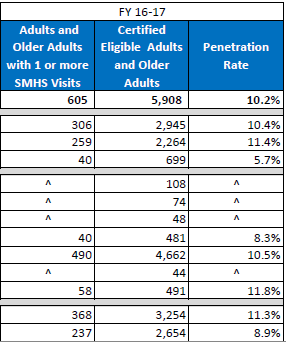 FY 16-17
Adults and Older Adults with 1 or more SMHS Visits | Certified Eligible Adults and Older Adults | Penetration Rate
605 5,908 10.2%
306 2,945 10.4%
259 2,264 11.4%
40 699 5.7%
^ 108 ^
^ 74 ^
^ 48 ^
40 481 8.3%
490 4,662 10.5%
^ 44 ^
58 491 11.8%
368 3,254 11.3%
237 2,654 8.9%